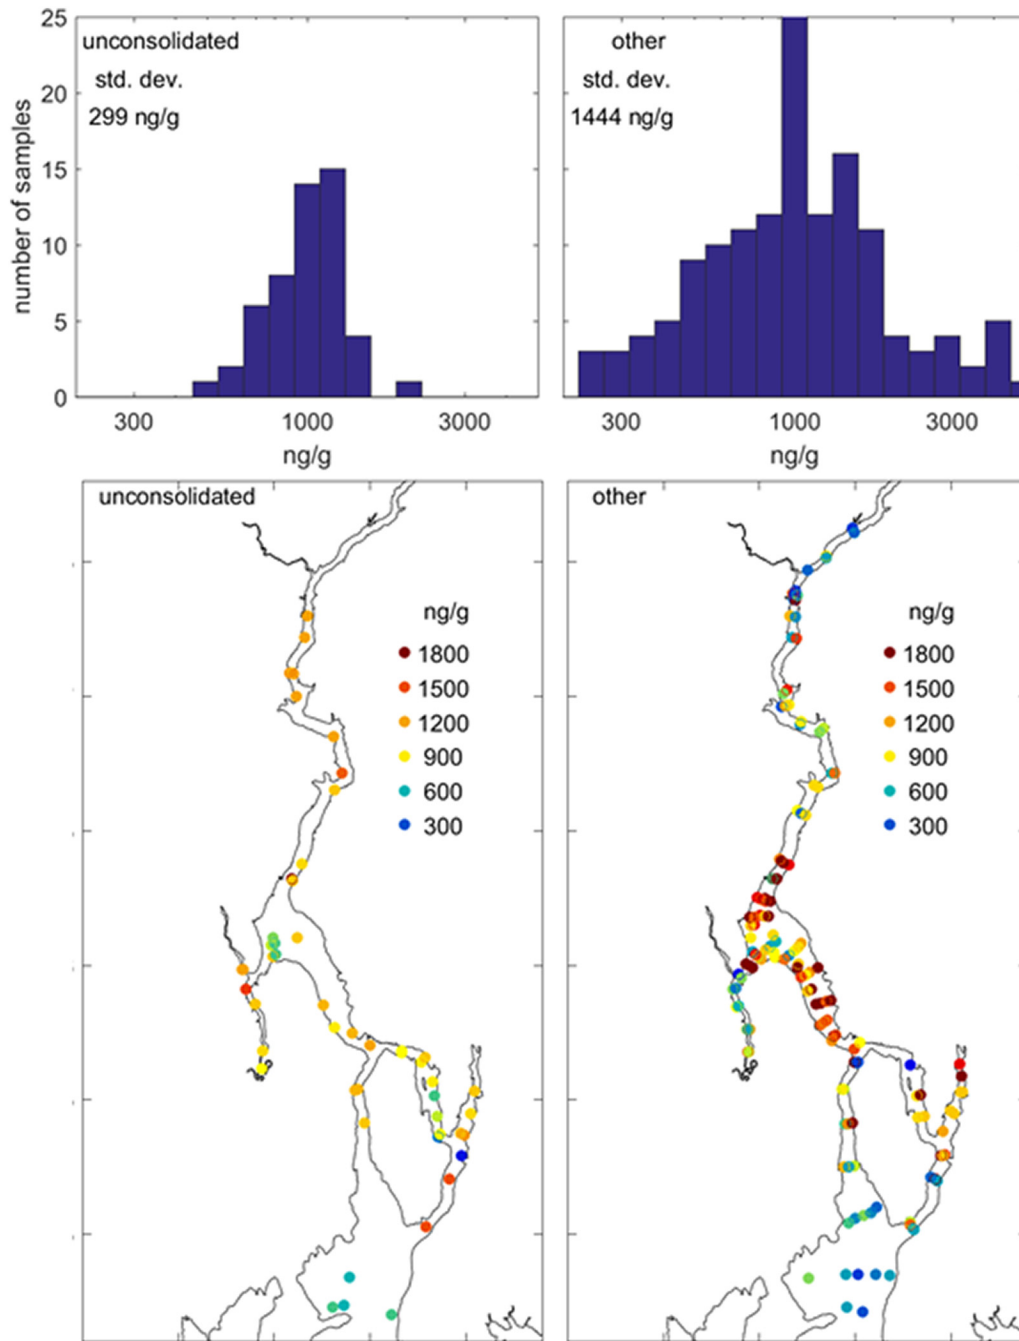 25
20
15
10
5
0
number of samples
unconsolidated
std. dev.
299 ng/g
300
1000
3000
ng/g
other
std. dev.
1444 ng/g
300
1000
3000
ng/g
unconsolidated
ng/g
1800
1500
1200
900
600
300
other
ng/g
1800
1500
1200
900
600
300